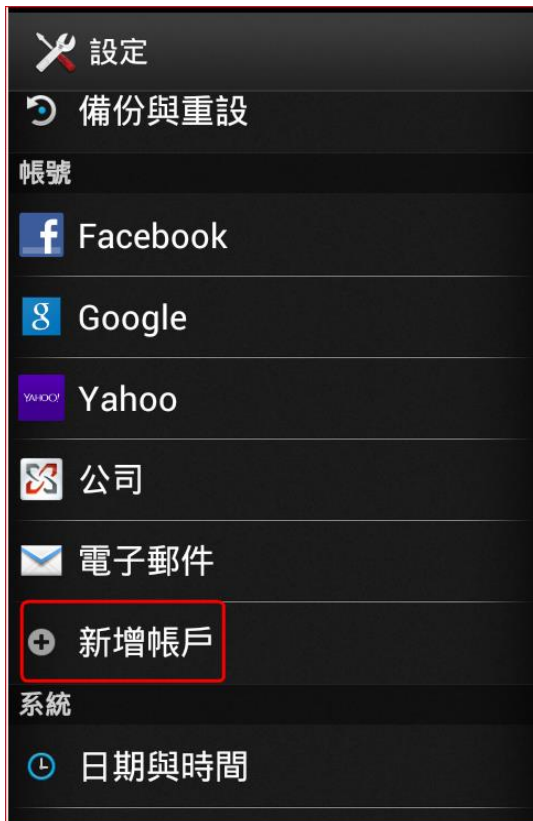 設定
備份與重設
帳號
Facebook
Google
YAHOO! Yahoo
公司
電子郵件
新增帳戶
系統
日期與時間